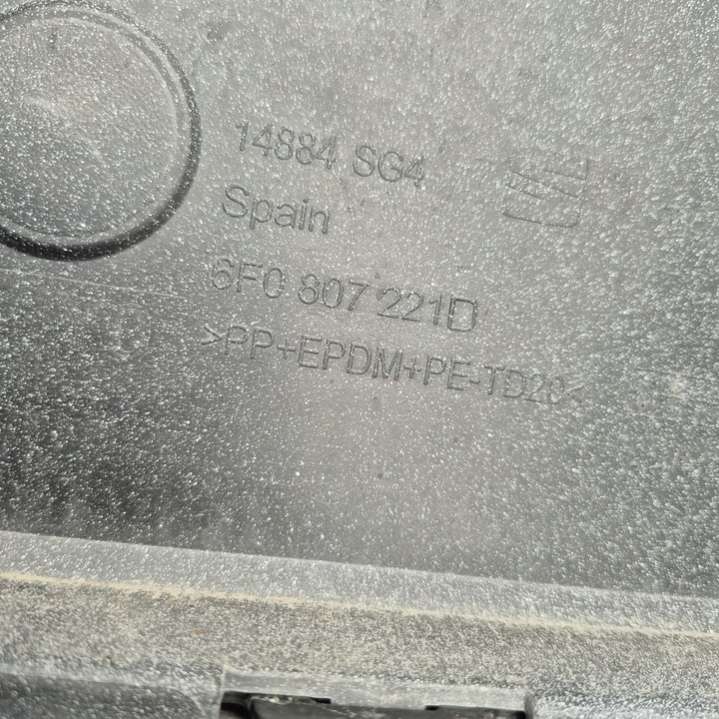 14884 SG4
Spain
6F0 807 221D
>PP+EPDM+PE-TD20<